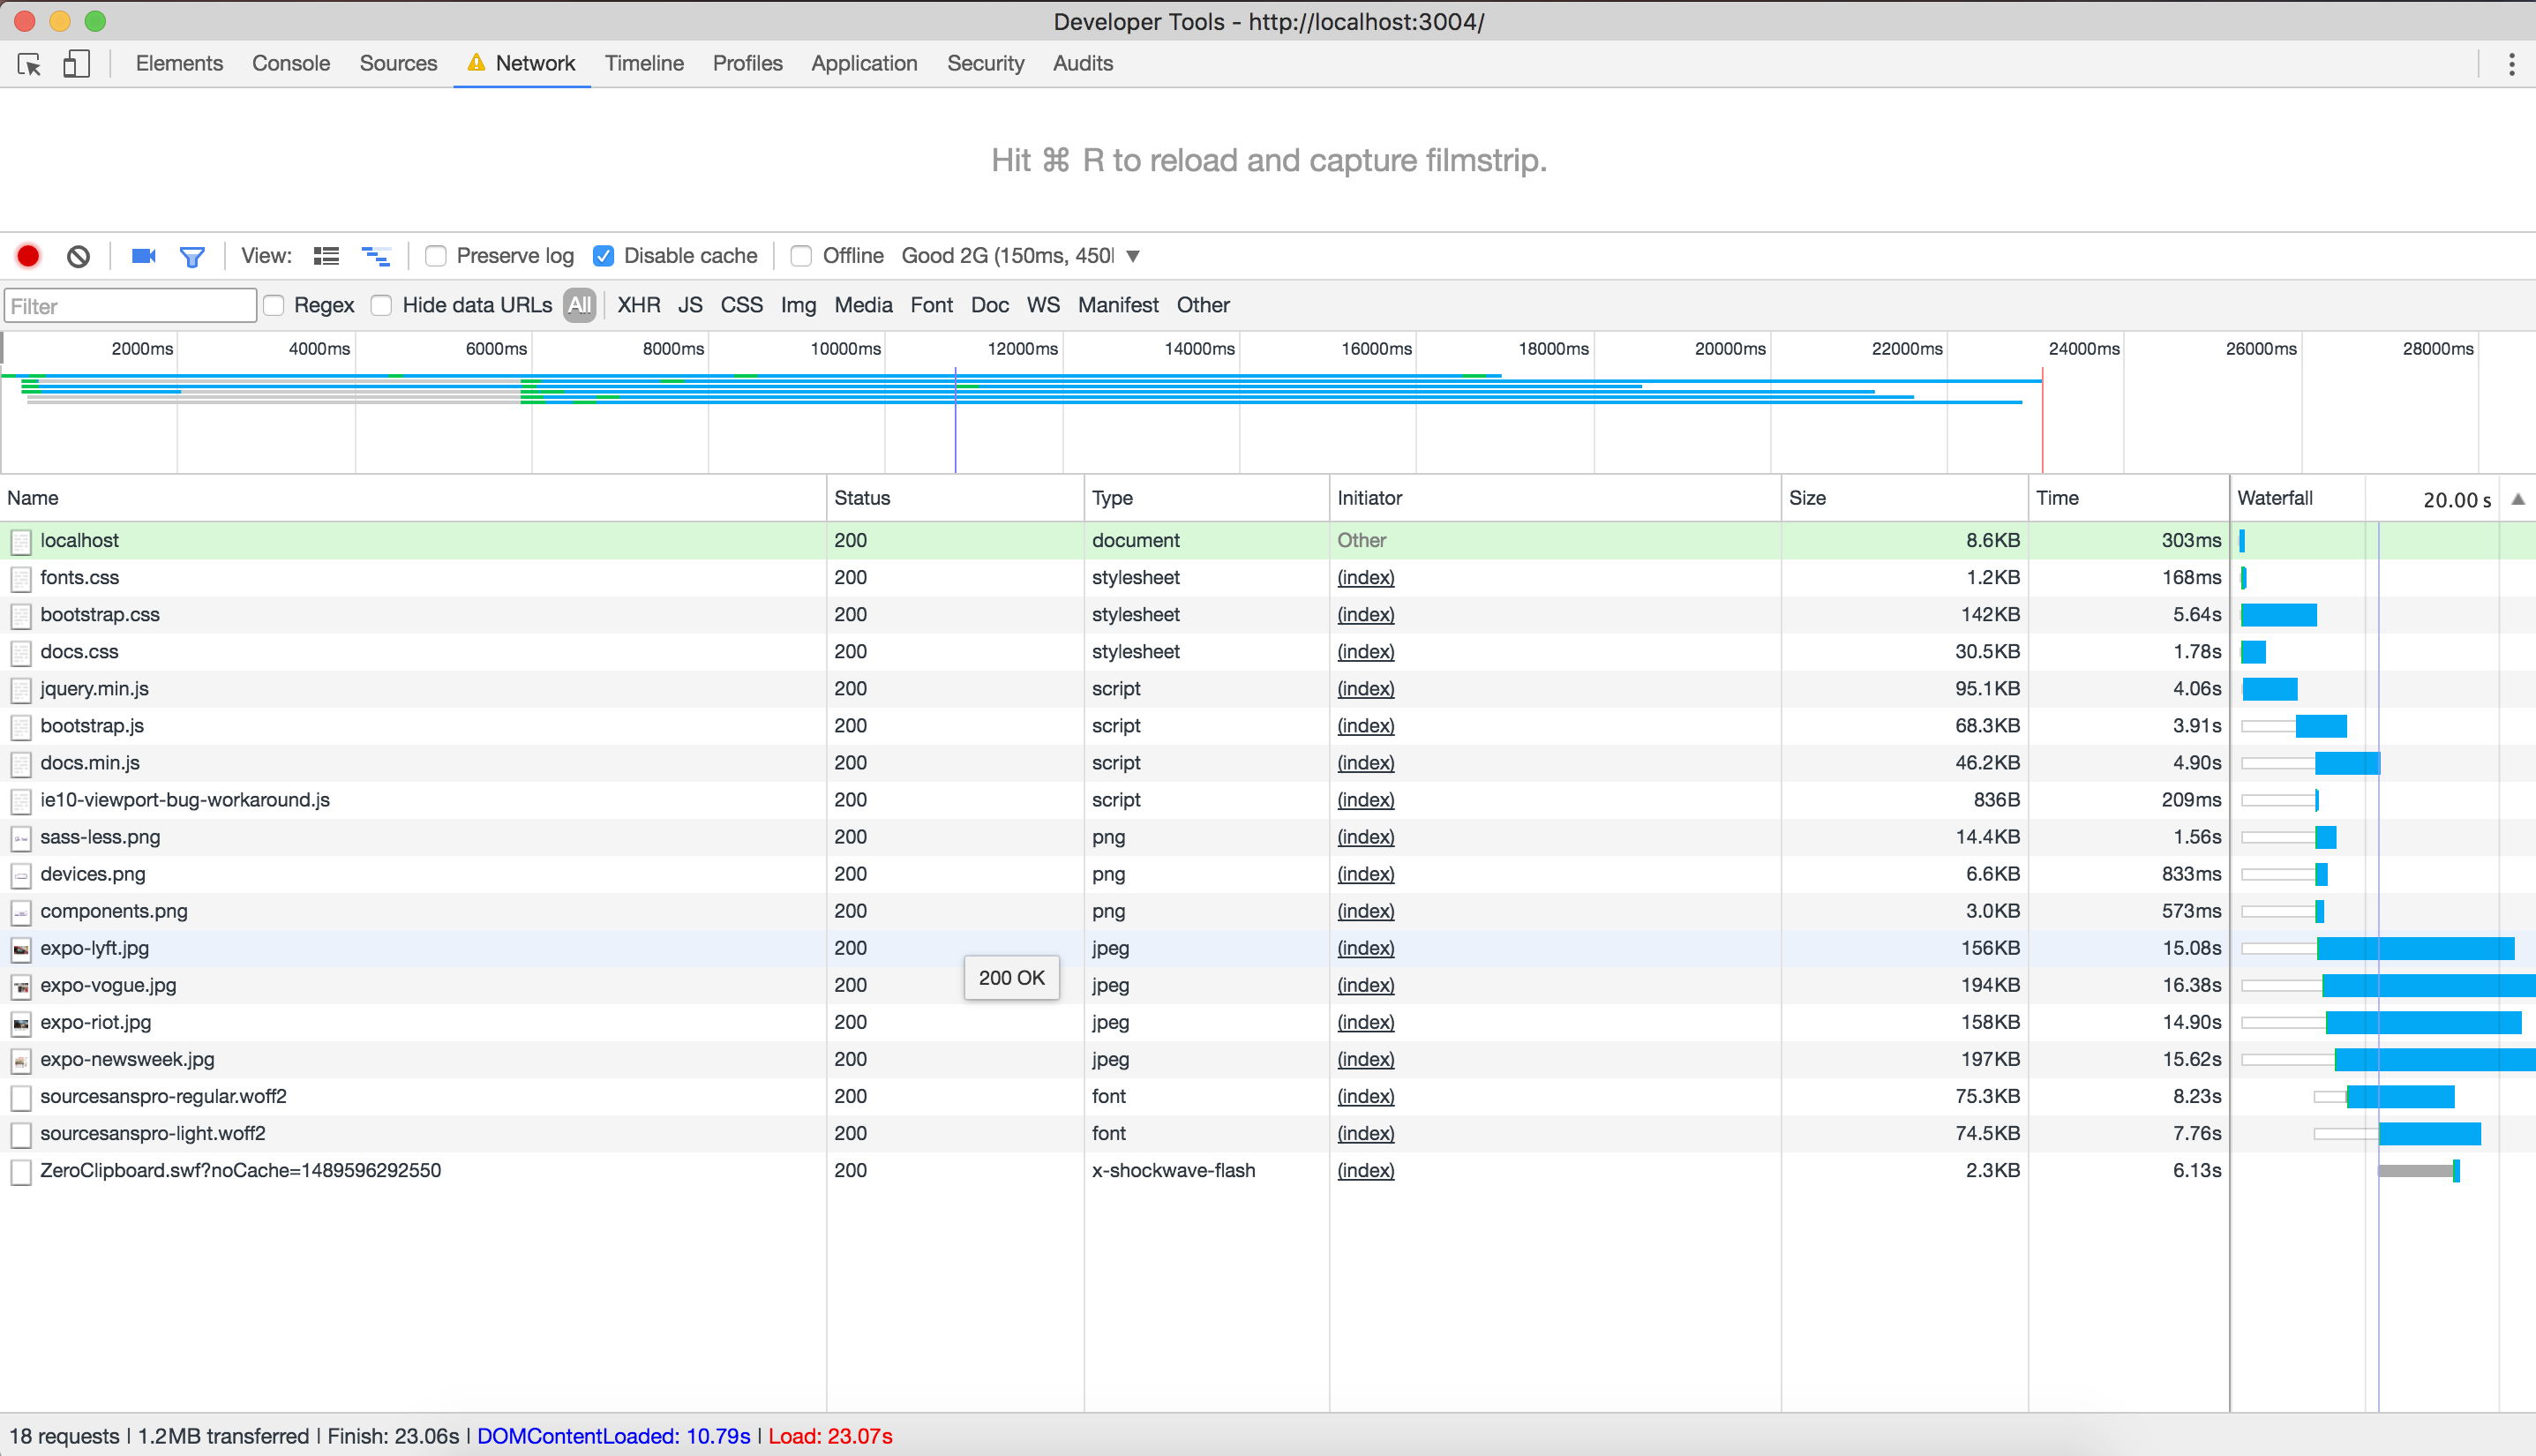 Developer Tools - http://localhost:3004/
Elements Console Sources Network Timeline Profiles Application Security Audits
Hit ⌘ R to reload and capture filmstrip.
View: Preserve log Disable cache Offline Good 2G (150ms, 450 ▼
Filter Regex Hide data URLs All XHR JS CSS Img Media Font Doc WS Manifest Other
2000ms 4000ms 6000ms 8000ms 10000ms 12000ms 14000ms 16000ms 18000ms 20000ms 22000ms 24000ms 26000ms 28000ms
Name Status Type Initiator Size Time Waterfall 20.00 s ▲
localhost 200 document Other 8.6KB 303ms
fonts.css 200 stylesheet (index) 1.2KB 168ms
bootstrap.css 200 stylesheet (index) 142KB 5.64s
docs.css 200 stylesheet (index) 30.5KB 1.78s
jquery.min.js 200 script (index) 95.1KB 4.06s
bootstrap.js 200 script (index) 68.3KB 3.91s
docs.min.js 200 script (index) 46.2KB 4.90s
ie10-viewport-bug-workaround.js 200 script (index) 836B 209ms
sass-less.png 200 png (index) 14.4KB 1.56s
devices.png 200 png (index) 6.6KB 833ms
components.png 200 png (index) 3.0KB 573ms
expo-lyft.jpg 200 jpeg (index) 156KB 15.08s
200 OK
expo-vogue.jpg 200 jpeg (index) 194KB 16.38s
expo-riot.jpg 200 jpeg (index) 158KB 14.90s
expo-newsweek.jpg 200 jpeg (index) 197KB 15.62s
sourcesanspro-regular.woff2 200 font (index) 75.3KB 8.23s
sourcesanspro-light.woff2 200 font (index) 74.5KB 7.76s
ZeroClipboard.swf?noCache=1489596292550 200 x-shockwave-flash (index) 2.3KB 6.13s
18 requests | 1.2MB transferred | Finish: 23.06s | DOMContentLoaded: 10.79s | Load: 23.07s